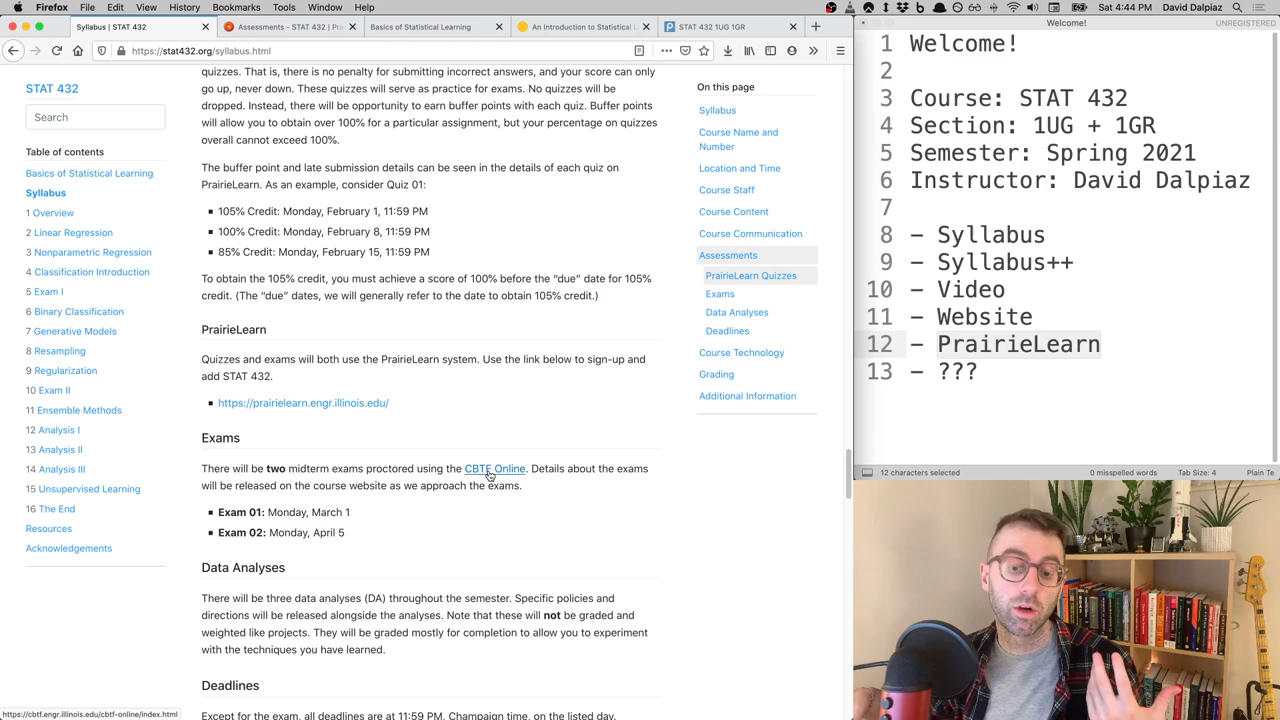 Firefox File Edit View History Bookmarks Tools Window Help
Sat 4:44 PM David Dalpiaz
Syllabus | STAT 432
Assessments - STAT 432 | Pra
Basics of Statistical Learning
An Introduction to Statistical L
STAT 432 1UG 1GR
https://stat432.org/syllabus.html
STAT 432
Search
Table of contents
Basics of Statistical Learning
Syllabus
1 Overview
2 Linear Regression
3 Nonparametric Regression
4 Classification Introduction
5 Exam I
6 Binary Classification
7 Generative Models
8 Resampling
9 Regularization
10 Exam II
11 Ensemble Methods
12 Analysis I
13 Analysis II
14 Analysis III
15 Unsupervised Learning
16 The End
Resources
Acknowledgements
quizzes. That is, there is no penalty for submitting incorrect answers, and your score can only
go up, never down. These quizzes will serve as practice for exams. No quizzes will be
dropped. Instead, there will be opportunity to earn buffer points with each quiz. Buffer points
will allow you to obtain over 100% for a particular assignment, but your percentage on quizzes
overall cannot exceed 100%.
The buffer point and late submission details can be seen in the details of each quiz on
PrairieLearn. As an example, consider Quiz 01:
105% Credit: Monday, February 1, 11:59 PM
100% Credit: Monday, February 8, 11:59 PM
85% Credit: Monday, February 15, 11:59 PM
To obtain the 105% credit, you must achieve a score of 100% before the “due” date for 105%
credit. (The “due” dates, we will generally refer to the date to obtain 105% credit.)
PrairieLearn
Quizzes and exams will both use the PrairieLearn system. Use the link below to sign-up and
add STAT 432.
https://prairielearn.engr.illinois.edu/
Exams
There will be two midterm exams proctored using the CBTF Online. Details about the exams
will be released on the course website as we approach the exams.
Exam 01: Monday, March 1
Exam 02: Monday, April 5
Data Analyses
There will be three data analyses (DA) throughout the semester. Specific policies and
directions will be released alongside the analyses. Note that these will not be graded and
weighted like projects. They will be graded mostly for completion to allow you to experiment
with the techniques you have learned.
Deadlines
Except for the exam, all deadlines are at 11:59 PM, Champaign time, on the listed day.
On this page
Syllabus
Course Name and
Number
Location and Time
Course Staff
Course Content
Course Communication
Assessments
PrairieLearn Quizzes
Exams
Data Analyses
Deadlines
Course Technology
Grading
Additional Information
https://cbtf.engr.illinois.edu/cbtf-online/index.html
Welcome!
UNREGISTERED
1 Welcome!
2
3 Course: STAT 432
4 Section: 1UG + 1GR
5 Semester: Spring 2021
6 Instructor: David Dalpiaz
7
8 - Syllabus
9 - Syllabus++
10 - Video
11 - Website
12 - PrairieLearn
13 - ???
12 characters selected
0 misspelled words
Tab Size: 4
Plain Te